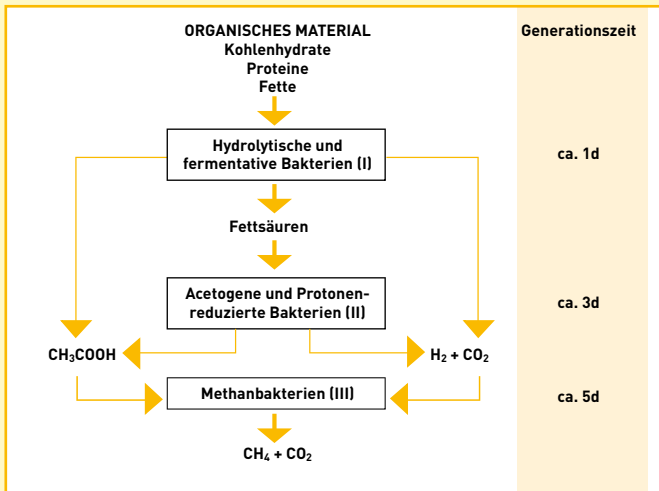 ORGANISCHES MATERIAL
Kohlenhydrate
Proteine
Fette
Generationszeit
Hydrolytische und
fermentative Bakterien (I)
ca. 1d
Fettsäuren
Acetogene und Protonen-
reduzierte Bakterien (II)
ca. 3d
CH₃COOH
H₂ + CO₂
Methanbakterien (III)
ca. 5d
CH₄ + CO₂